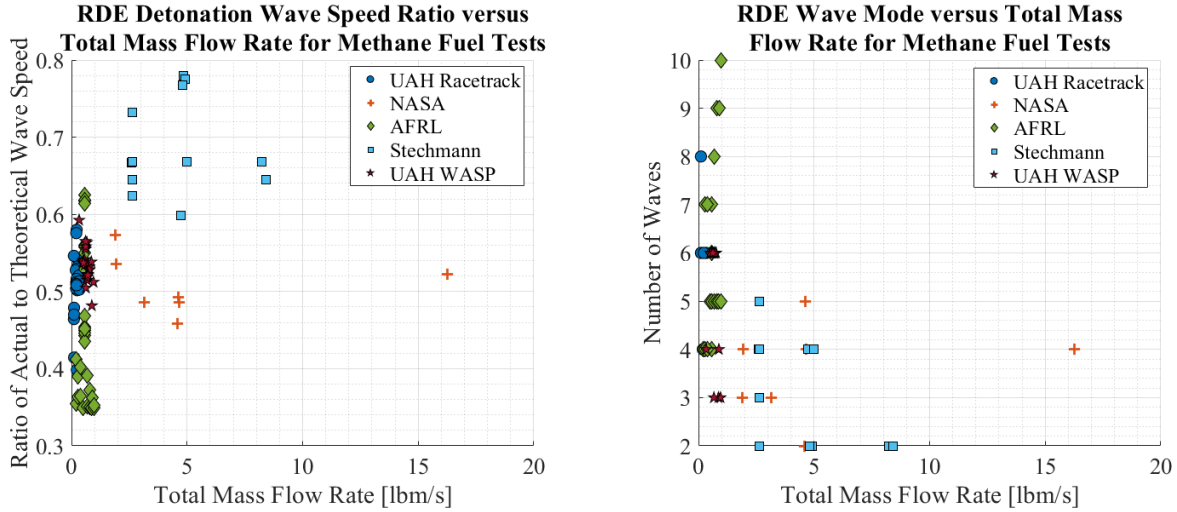 RDE Detonation Wave Speed Ratio versus
Total Mass Flow Rate for Methane Fuel Tests
Ratio of Actual to Theoretical Wave Speed
0.8
0.7
0.6
0.5
0.4
0.3
UAH Racetrack
NASA
AFRL
Stechmann
UAH WASP
0 5 10 15 20
Total Mass Flow Rate [lbm/s]
RDE Wave Mode versus Total Mass
Flow Rate for Methane Fuel Tests
Number of Waves
10
9
8
7
6
5
4
3
2
UAH Racetrack
NASA
AFRL
Stechmann
UAH WASP
0 5 10 15 20
Total Mass Flow Rate [lbm/s]